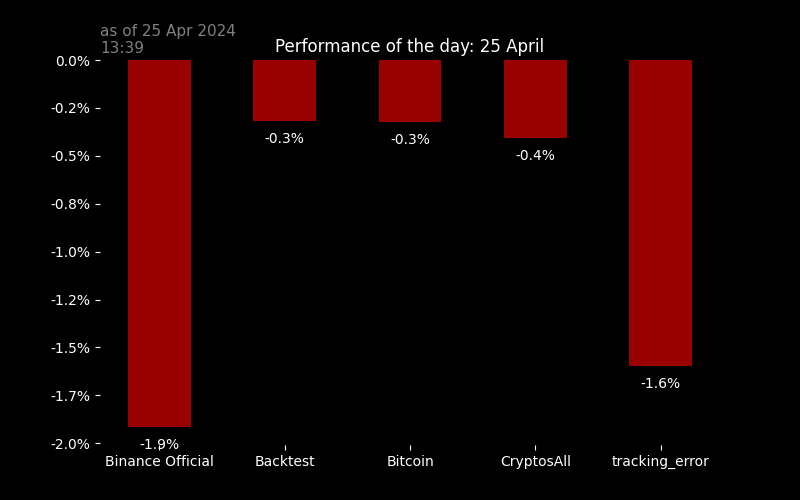 as of 25 Apr 2024
13:39
Performance of the day: 25 April
0.0%
-0.2%
-0.5%
-0.8%
-1.0%
-1.2%
-1.5%
-1.7%
-2.0%
-1.9%
-0.3%
-0.3%
-0.4%
-1.6%
Binance Official
Backtest
Bitcoin
CryptosAll
tracking_error